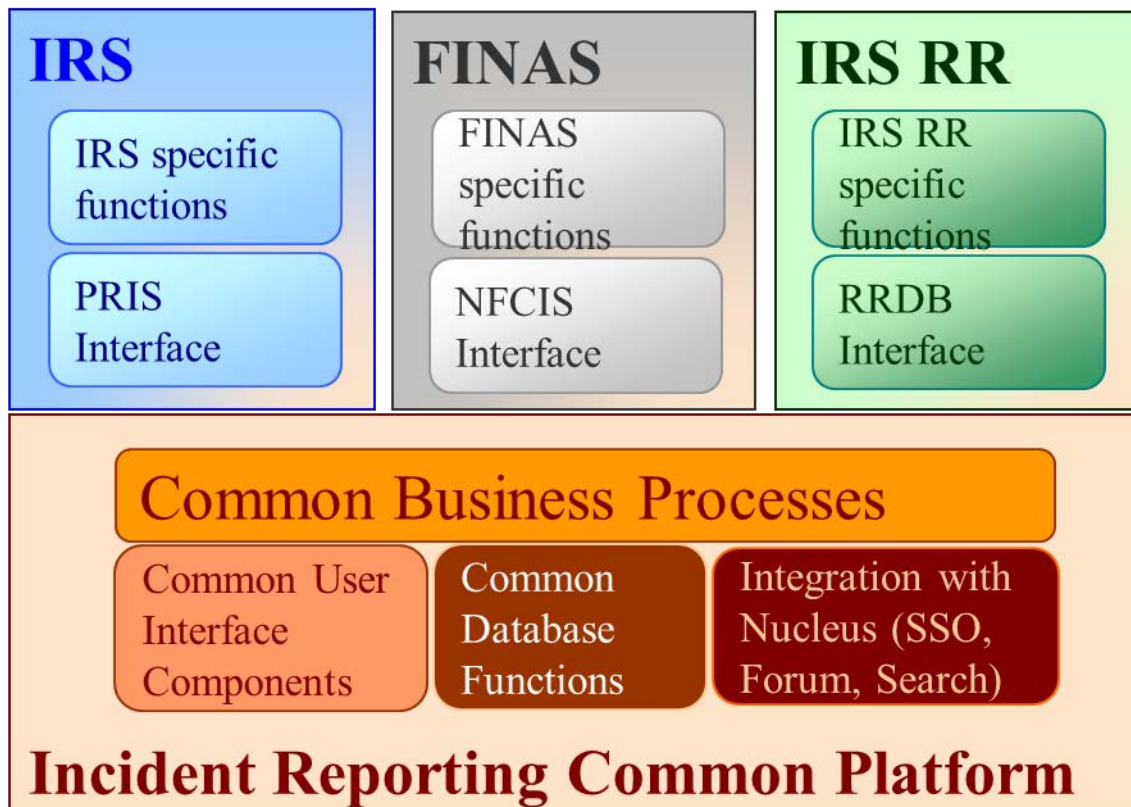 IRS
IRS specific
functions
PRIS
Interface
FINAS
FINAS
specific
functions
NFCIS
Interface
IRS RR
IRS RR
specific
functions
RRDB
Interface
Common Business Processes
Common User
Interface
Components
Common
Database
Functions
Integration with
Nucleus (SSO,
Forum, Search)
Incident Reporting Common Platform